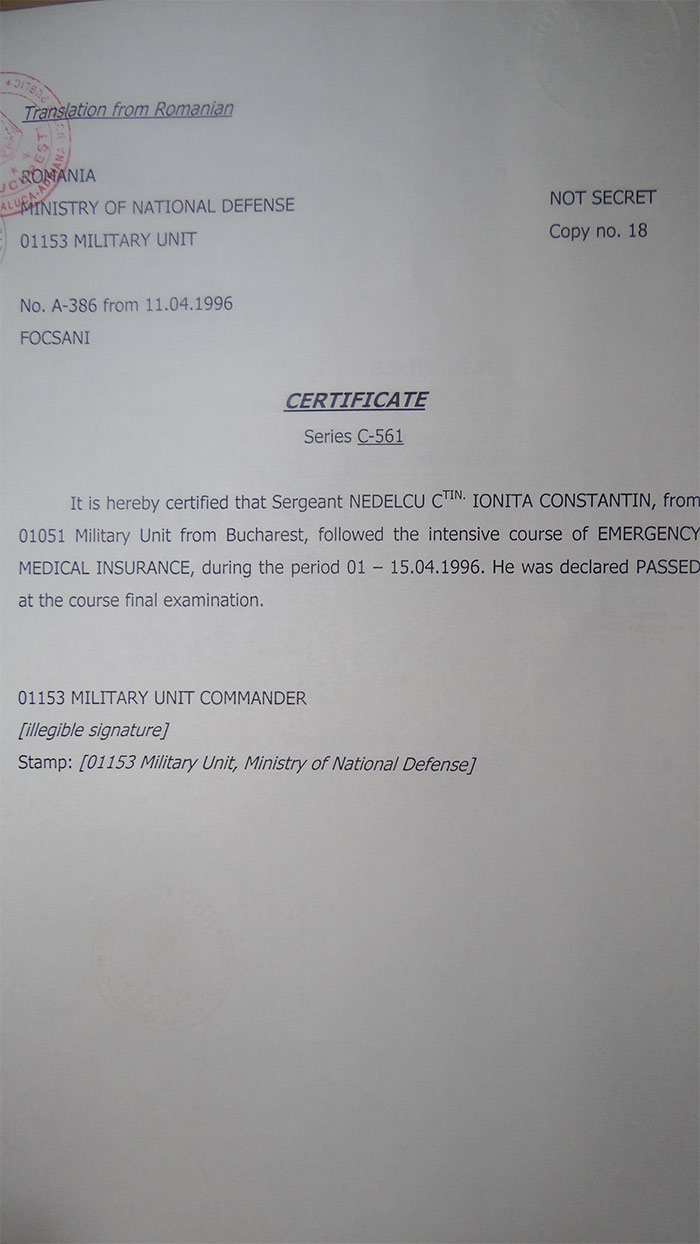 Translation from Romanian
ROMANIA
MINISTRY OF NATIONAL DEFENSE
01153 MILITARY UNIT
NOT SECRET
Copy no. 18
No. A-386 from 11.04.1996
FOCSANI
CERTIFICATE
Series C-561
It is hereby certified that Sergeant NEDELCU CTIN. IONITA CONSTANTIN, from
01051 Military Unit from Bucharest, followed the intensive course of EMERGENCY
MEDICAL INSURANCE, during the period 01 – 15.04.1996. He was declared PASSED
at the course final examination.
01153 MILITARY UNIT COMMANDER
[illegible signature]
Stamp: [01153 Military Unit, Ministry of National Defense]